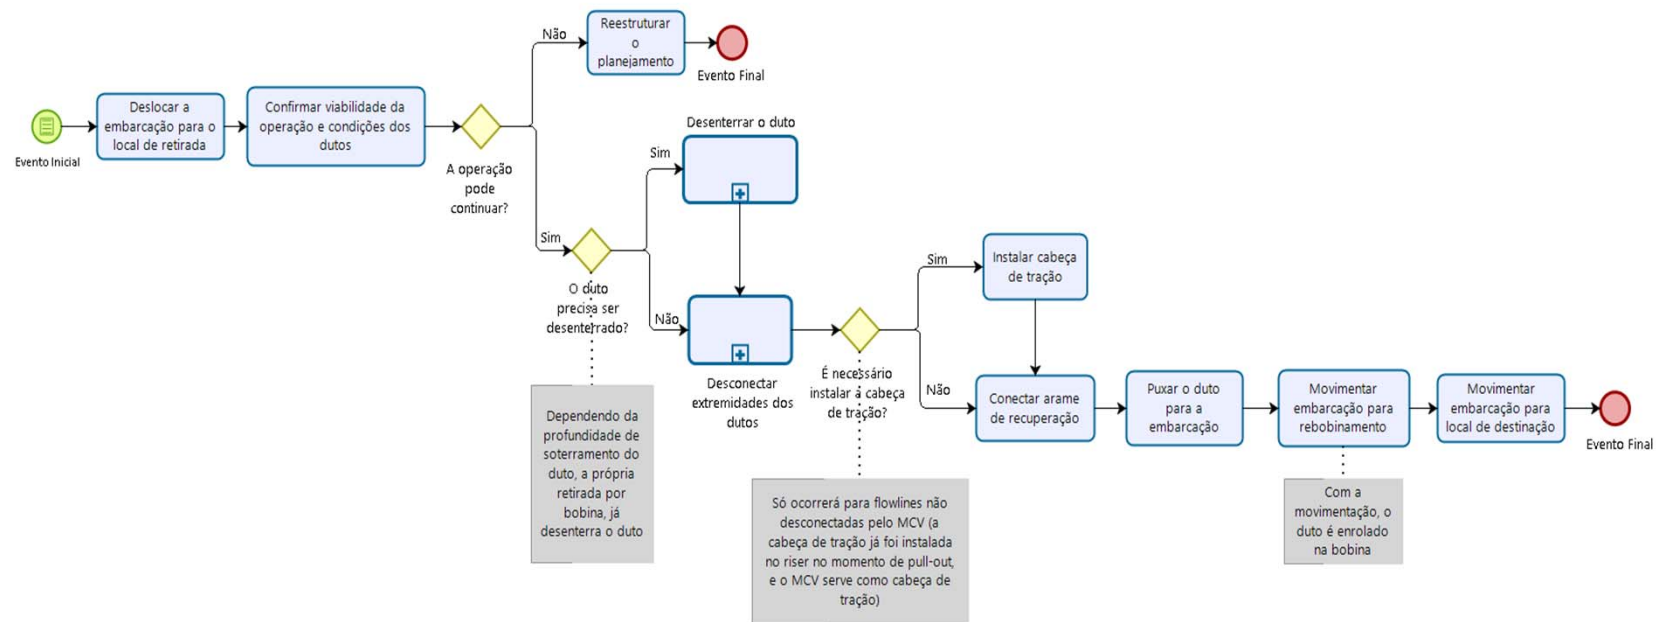 Evento Inicial
Deslocar a
embarcação para o
local de retirada
Confirmar viabilidade da
operação e condições dos
dutos
A operação
pode
continuar?
Não
Reestruturar
o
planejamento
Evento Final
Sim
O duto
precisa ser
desenterrado?
Dependendo da
profundidade de
soterramento do
duto, a própria
retirada por
bobina, já
desenterra o duto
Sim
Desenterrar o duto
Não
Desconectar
extremidades dos
dutos
É necessário
instalar a cabeça
de tração?
Só ocorrerá para flowlines não
desconectadas pelo MCV (a
cabeça de tração já foi instalada
no riser no momento de pull-out,
e o MCV serve como cabeça de
tração)
Sim
Instalar cabeça
de tração
Não
Conectar arame
de recuperação
Puxar o duto
para a
embarcação
Movimentar
embarcação para
rebobinamento
Com a
movimentação, o
duto é enrolado
na bobina
Movimentar
embarcação para
local de destinação
Evento Final